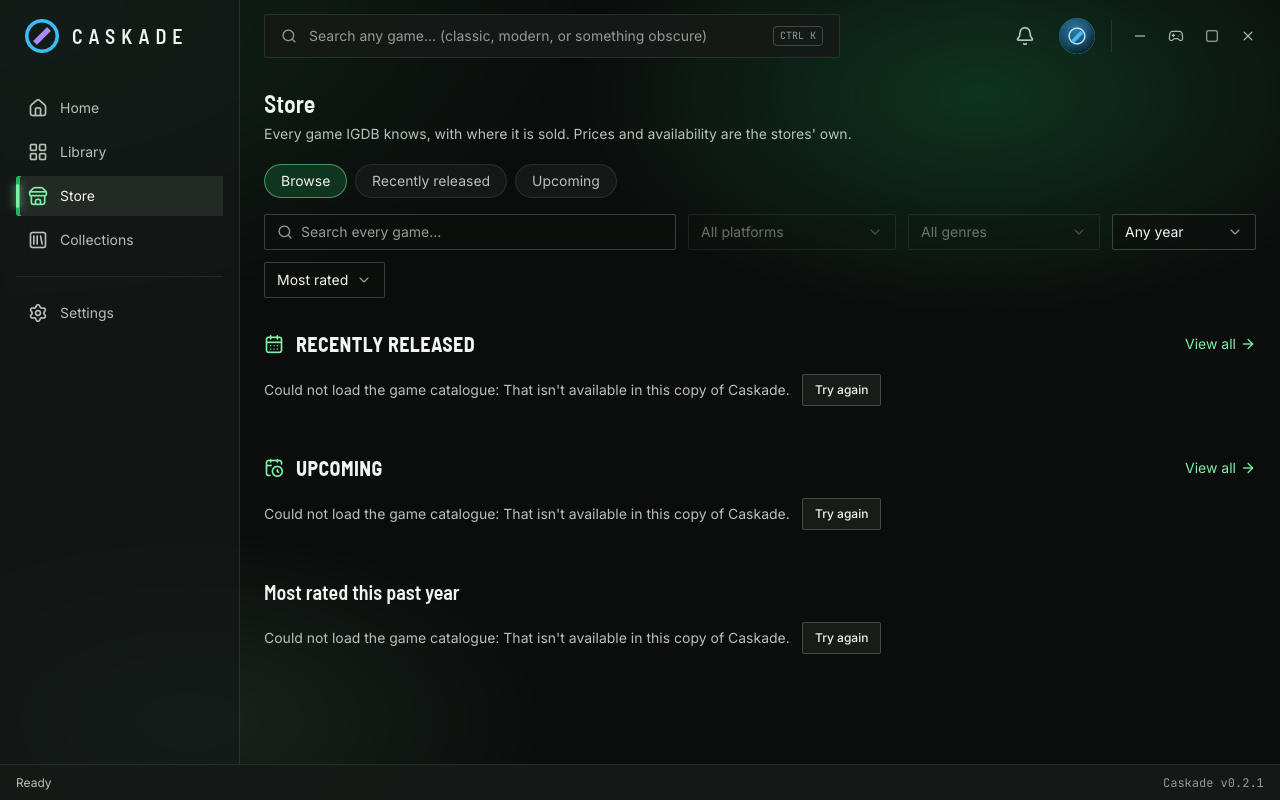 CASKADE
Search any game... (classic, modern, or something obscure)
CTRL K
Home
Library
Store
Collections
Settings
Store
Every game IGDB knows, with where it is sold. Prices and availability are the stores' own.
Browse
Recently released
Upcoming
Search every game...
All platforms
All genres
Any year
Most rated
RECENTLY RELEASED
View all
Could not load the game catalogue: That isn't available in this copy of Caskade.
Try again
UPCOMING
View all
Could not load the game catalogue: That isn't available in this copy of Caskade.
Try again
Most rated this past year
Could not load the game catalogue: That isn't available in this copy of Caskade.
Try again
Ready
Caskade v0.2.1